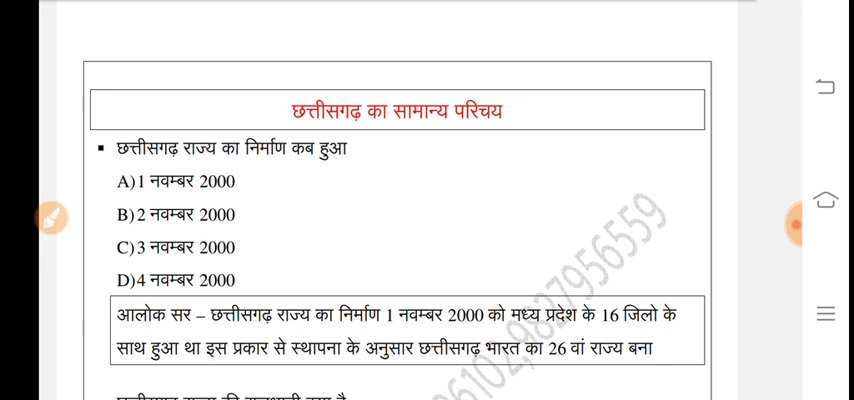 छत्तीसगढ़ का सामान्य परिचय
▪ छत्तीसगढ़ राज्य का निर्माण कब हुआ
A)1 नवम्बर 2000
B)2 नवम्बर 2000
C)3 नवम्बर 2000
D)4 नवम्बर 2000
आलोक सर – छत्तीसगढ़ राज्य का निर्माण 1 नवम्बर 2000 को मध्य प्रदेश के 16 जिलो के
साथ हुआ था इस प्रकार से स्थापना के अनुसार छत्तीसगढ़ भारत का 26 वां राज्य बना
6102,9827956559